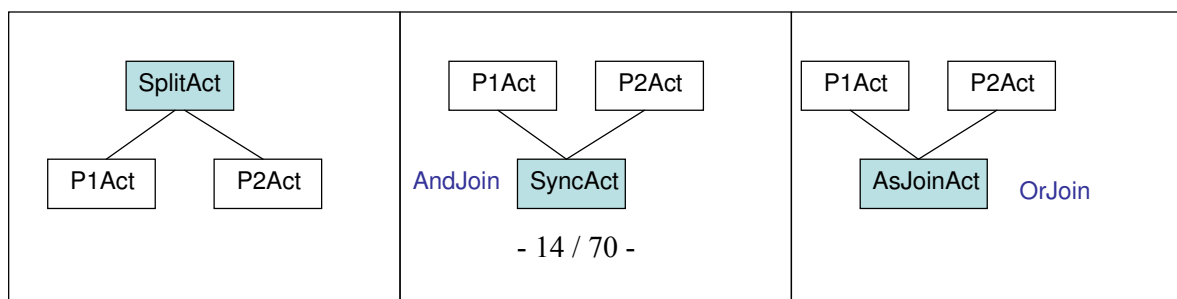 SplitAct
P1Act
P2Act
P1Act
P2Act
AndJoin
SyncAct
- 14 / 70 -
P1Act
P2Act
AsJoinAct
OrJoin